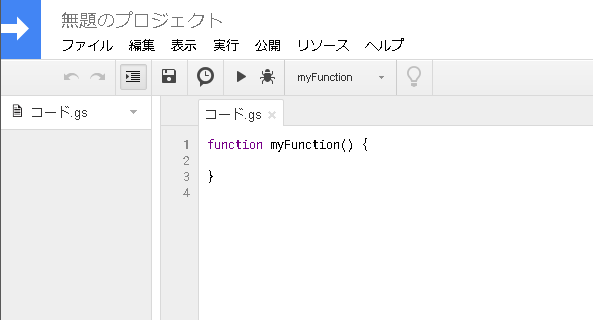 無題のプロジェクト
ファイル 編集 表示 実行 公開 リソース ヘルプ
myFunction
コード.gs
コード.gs
1 function myFunction() {
2
3 }
4